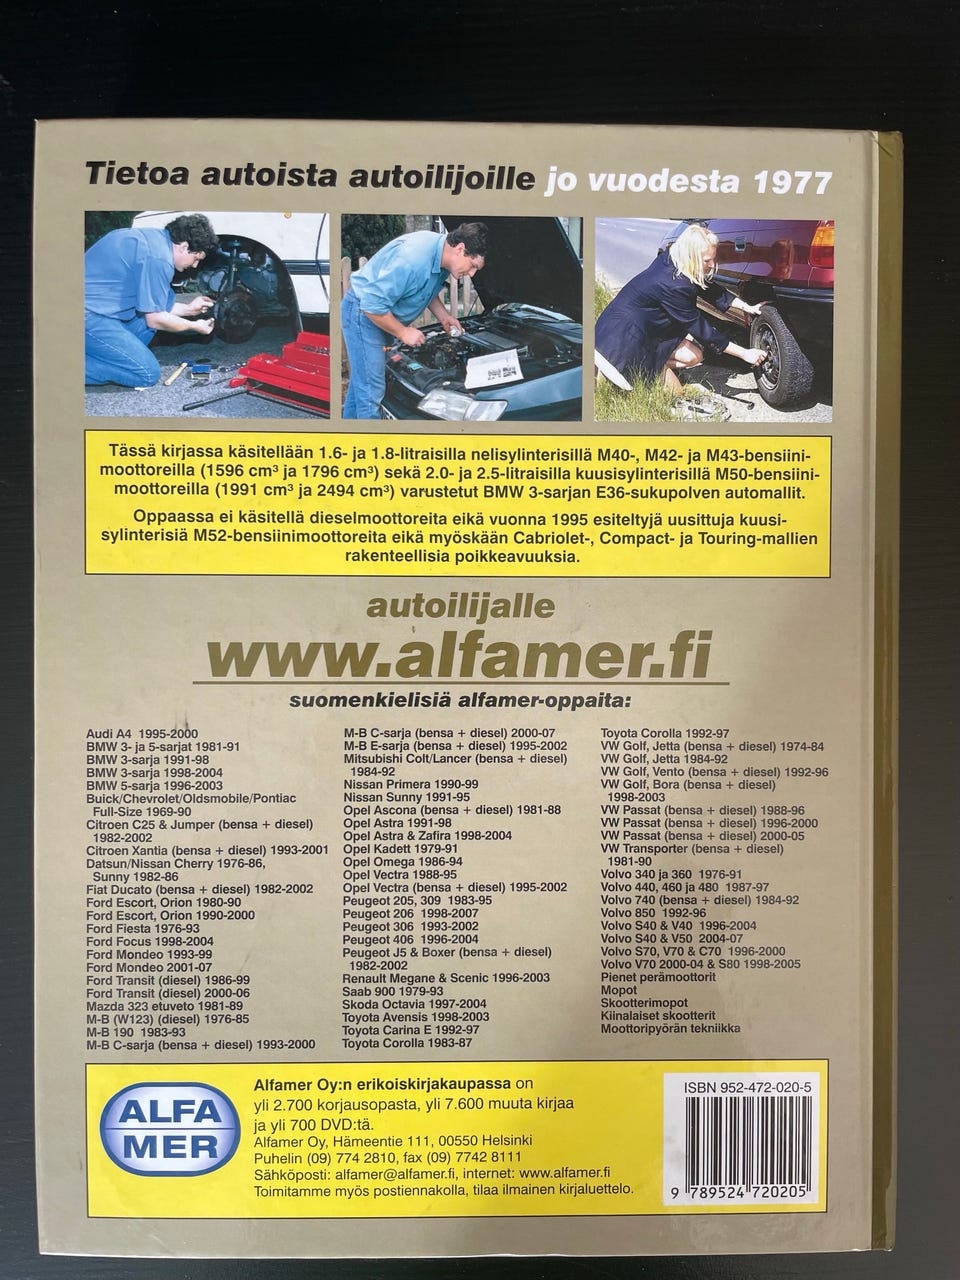 Tietoa autoista autoilijoille jo vuodesta 1977
Tässä kirjassa käsitellään 1.6- ja 1.8-litraisilla nelisylinterisillä M40-, M42- ja M43-bensiini-
moottoreilla (1596 cm³ ja 1796 cm³) sekä 2.0- ja 2.5-litraisilla kuusisylinterisillä M50-bensiini-
moottoreilla (1991 cm³ ja 2494 cm³) varustetut BMW 3-sarjan E36-sukupolven automallit.
Oppaassa ei käsitellä dieselmoottoreita eikä vuonna 1995 esiteltyjä uusittuja kuusi-
sylinterisiä M52-bensiinimoottoreita eikä myöskään Cabriolet-, Compact- ja Touring-mallien
rakenteellisia poikkeavuuksia.
autoilijalle
www.alfamer.fi
suomenkielisiä alfamer-oppaita:
Audi A4 1995-2000
BMW 3- ja 5-sarjat 1981-91
BMW 3-sarja 1991-98
BMW 3-sarja 1998-2004
BMW 5-sarja 1996-2003
Buick/Chevrolet/Oldsmobile/Pontiac
Full-Size 1969-90
Citroen C25 & Jumper (bensa + diesel)
1982-2002
Citroen Xantia (bensa + diesel) 1993-2001
Datsun/Nissan Cherry 1976-86,
Sunny 1982-86
Fiat Ducato (bensa + diesel) 1982-2002
Ford Escort, Orion 1980-90
Ford Escort, Orion 1990-2000
Ford Fiesta 1976-93
Ford Focus 1998-2004
Ford Mondeo 1993-99
Ford Mondeo 2001-07
Ford Transit (diesel) 1986-99
Ford Transit (diesel) 2000-06
Mazda 323 etuveto 1981-89
M-B (W123) (diesel) 1976-85
M-B 190 1983-93
M-B C-sarja (bensa + diesel) 1993-2000
M-B C-sarja (bensa + diesel) 2000-07
M-B E-sarja (bensa + diesel) 1995-2002
Mitsubishi Colt/Lancer (bensa + diesel)
1984-92
Nissan Primera 1990-99
Nissan Sunny 1991-95
Opel Ascona (bensa + diesel) 1981-88
Opel Astra 1991-98
Opel Astra & Zafira 1998-2004
Opel Kadett 1979-91
Opel Omega 1986-94
Opel Vectra 1988-95
Opel Vectra (bensa + diesel) 1995-2002
Peugeot 205, 309 1983-95
Peugeot 206 1998-2007
Peugeot 306 1993-2002
Peugeot 406 1996-2004
Peugeot J5 & Boxer (bensa + diesel)
1982-2002
Renault Megane & Scenic 1996-2003
Saab 900 1979-93
Skoda Octavia 1997-2004
Toyota Avensis 1998-2003
Toyota Carina E 1992-97
Toyota Corolla 1983-87
Toyota Corolla 1992-97
VW Golf, Jetta (bensa + diesel) 1974-84
VW Golf, Jetta 1984-92
VW Golf, Vento (bensa + diesel) 1992-96
VW Golf, Bora (bensa + diesel)
1998-2003
VW Passat (bensa + diesel) 1988-96
VW Passat (bensa + diesel) 1996-2000
VW Passat (bensa + diesel) 2000-05
VW Transporter (bensa + diesel)
1981-90
Volvo 340 ja 360 1976-91
Volvo 440, 460 ja 480 1987-97
Volvo 740 (bensa + diesel) 1984-92
Volvo 850 1992-96
Volvo S40 & V40 1996-2004
Volvo S40 & V50 2004-07
Volvo S70, V70 & C70 1996-2000
Volvo V70 2000-04 & S80 1998-2005
Pienet perämoottorit
Mopot
Skootterimopot
Kiinalaiset skootterit
Moottoripyörän tekniikka
ALFA
MER
Alfamer Oy:n erikoiskirjakaupassa on
yli 2.700 korjausopasta, yli 7.600 muuta kirjaa
ja yli 700 DVD:tä.
Alfamer Oy, Hämeentie 111, 00550 Helsinki
Puhelin (09) 774 2810, fax (09) 7742 8111
Sähköposti: alfamer@alfamer.fi, internet: www.alfamer.fi
Toimitamme myös postiennakolla, tilaa ilmainen kirjaluettelo.
ISBN 952-472-020-5
9 789524 720205